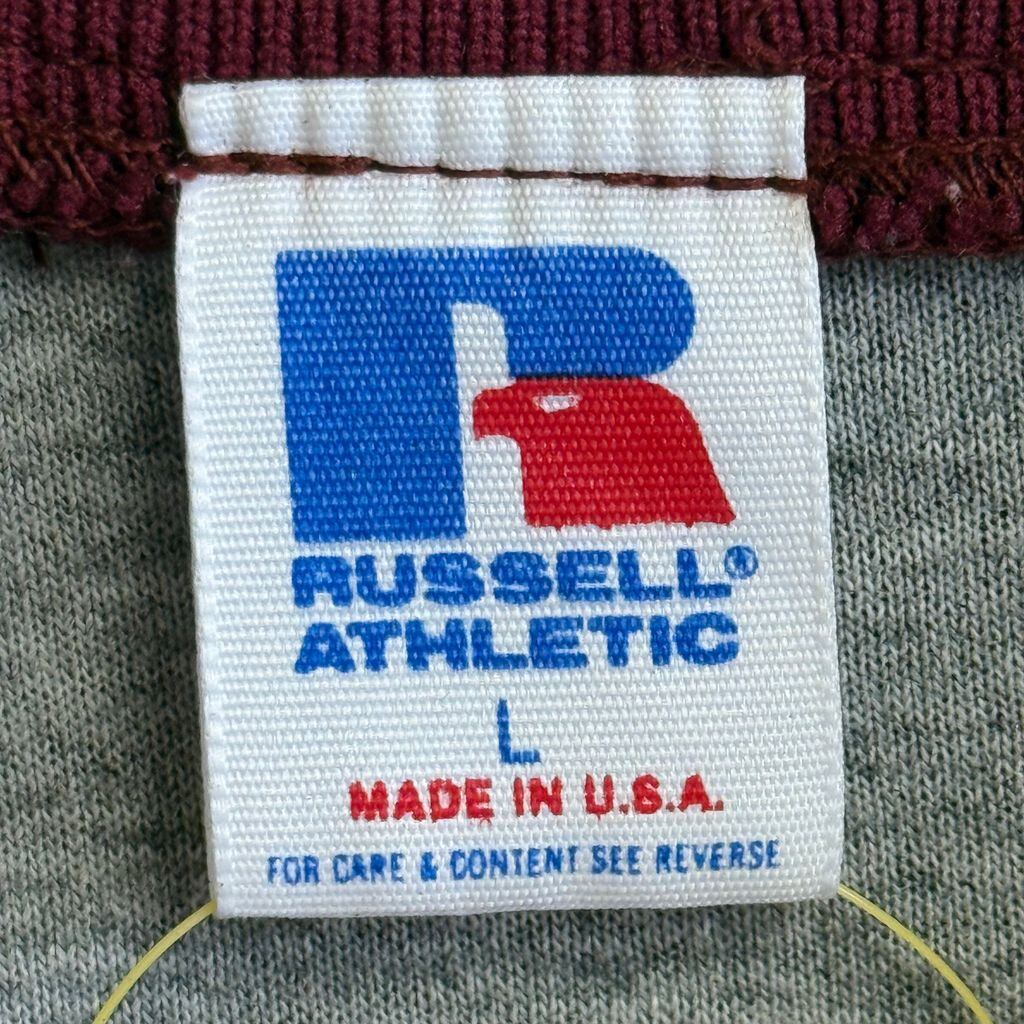 R
RUSSELL®
ATHLETIC
L
MADE IN U.S.A.
FOR CARE & CONTENT SEE REVERSE